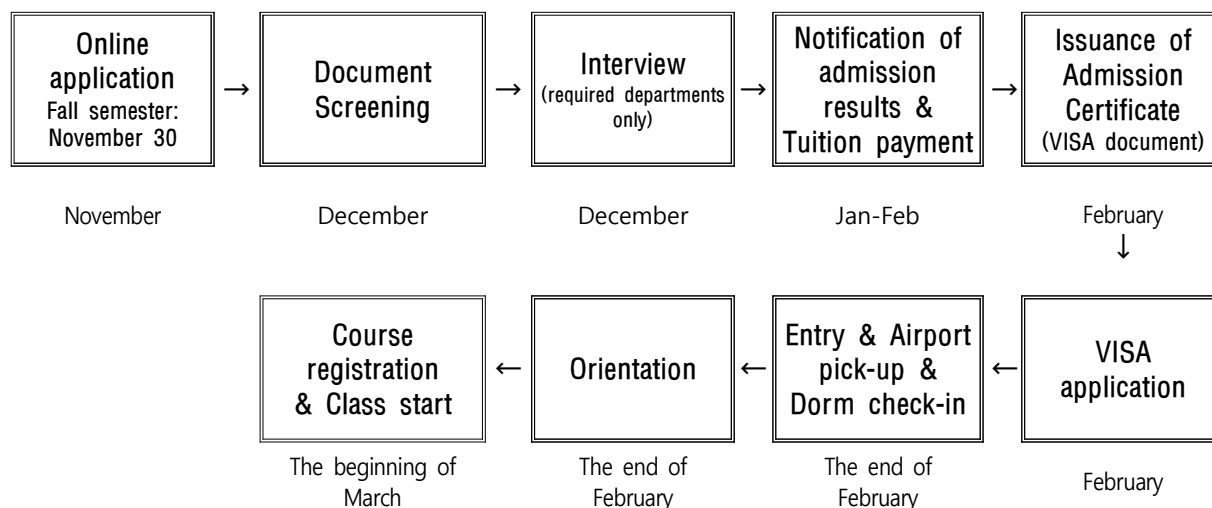 Online
application
Fall semester:
November 30
→
Document
Screening
→
Interview
(required departments
only)
→
Notification of
admission
results &
Tuition payment
→
Issuance of
Admission
Certificate
(VISA document)
November
December
December
Jan-Feb
February
↓
VISA
application
←
Entry & Airport
pick-up &
Dorm check-in
←
Orientation
←
Course
registration
& Class start
February
The end of
February
The end of
February
The beginning of
March